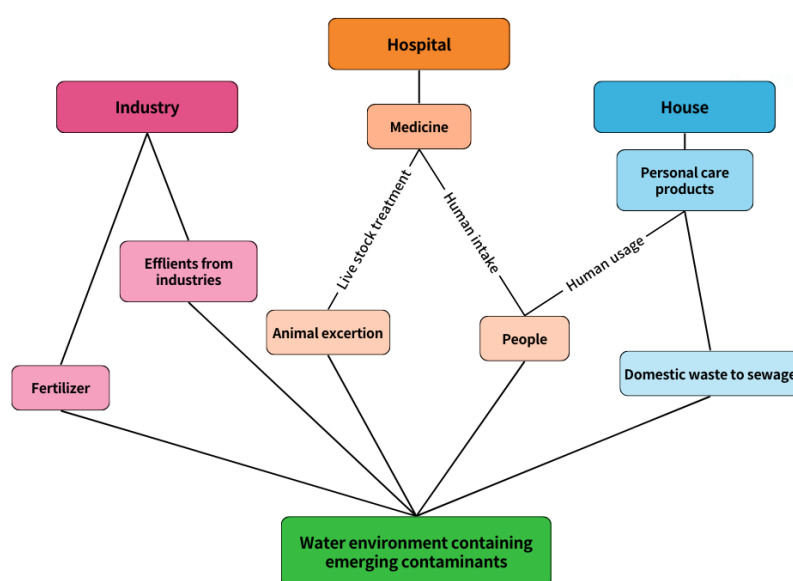 Hospital
Industry
House
Medicine
Personal care
products
Live stock treatment
Human intake
Human usage
Efflients from
industries
Animal excertion
People
Fertilizer
Domestic waste to sewage
Water environment containing
emerging contaminants